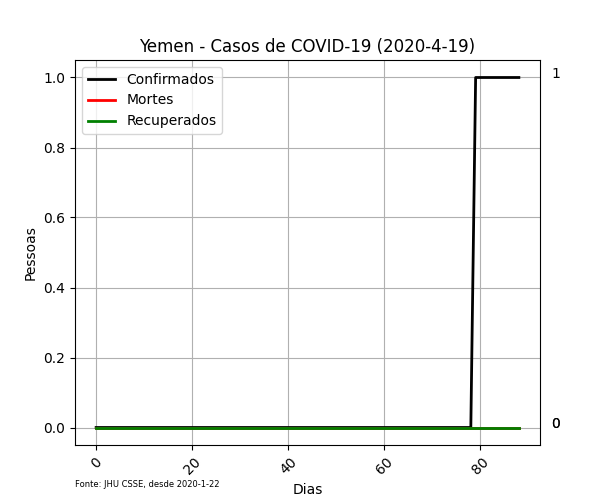 Yemen - Casos de COVID-19 (2020-4-19)
Confirmados
Mortes
Recuperados
1.0
0.8
0.6
0.4
0.2
0.0
Pessoas
1
0
0
20
40
60
80
Dias
Fonte: JHU CSSE, desde 2020-1-22